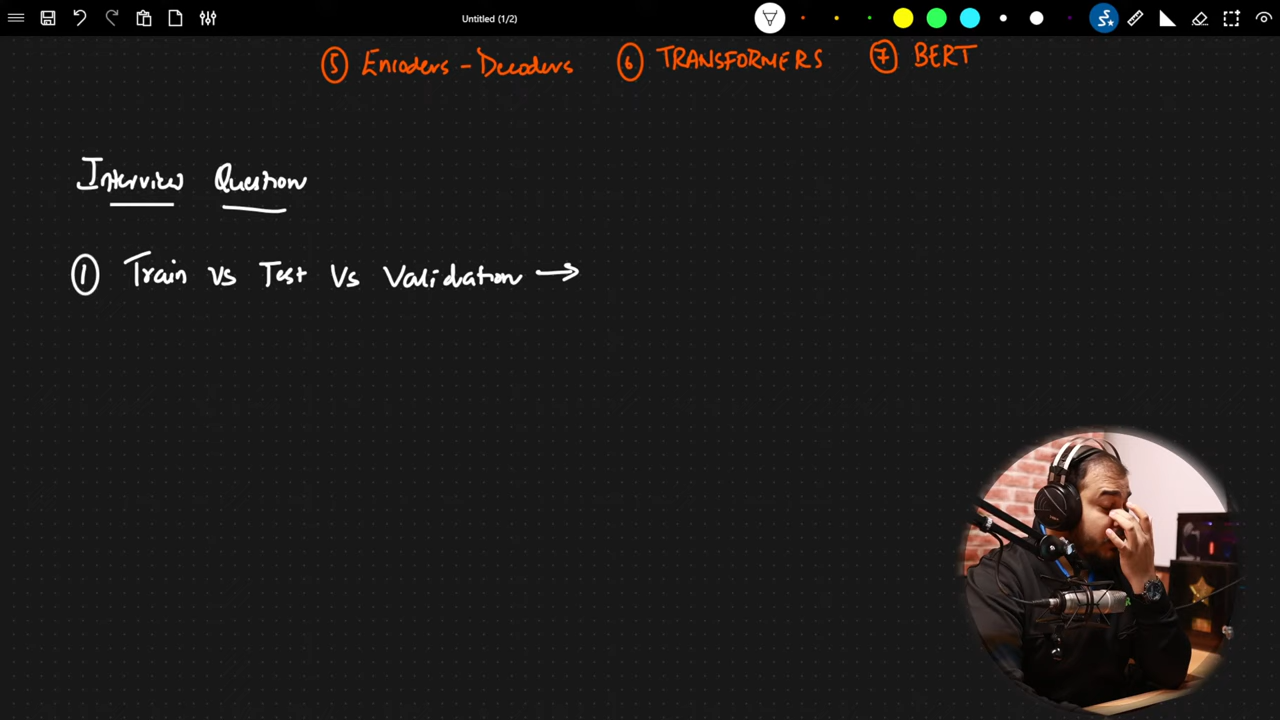 Untitled (1/2)
⑤ Encoders - Decoders ⑥ TRANSFORMERS ⑦ BERT
Interview Question
① Train vs Test Vs Validation →